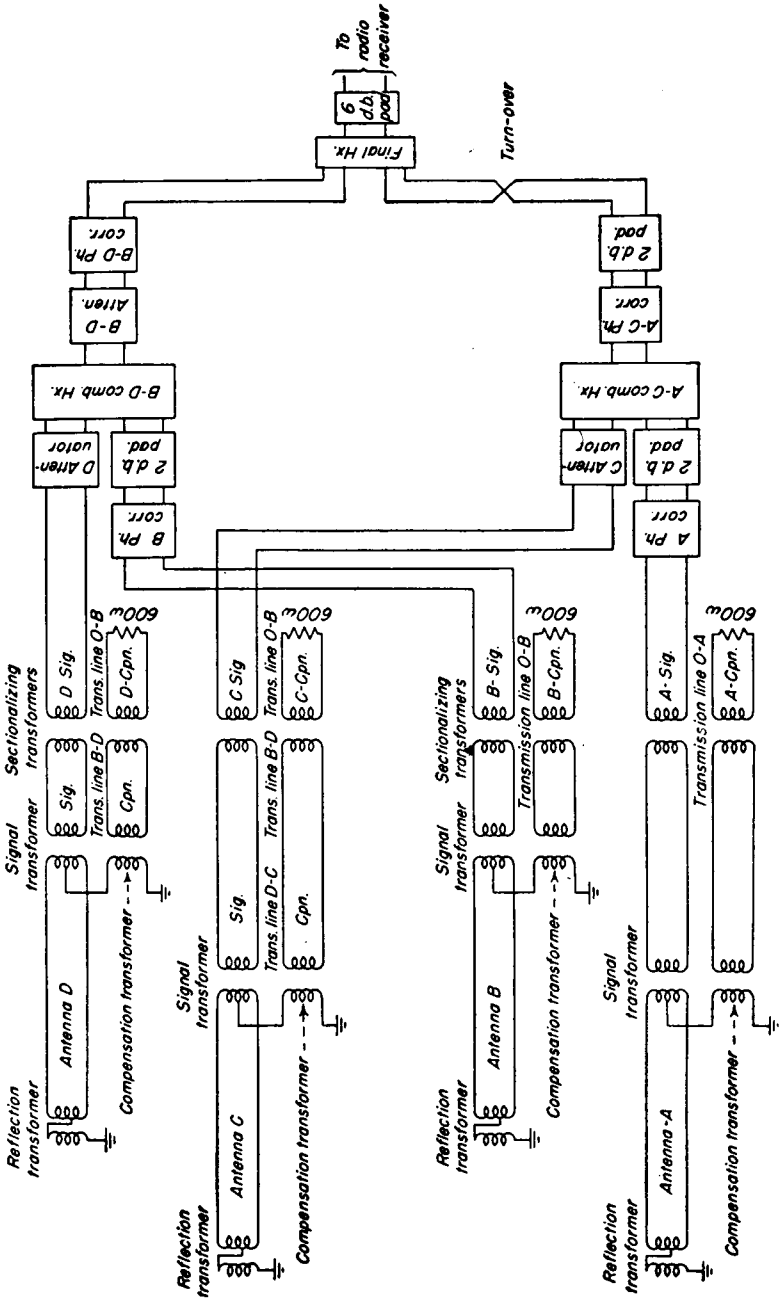 To
radio
receiver
6
d.b.
pad
Final Hx.
Turn-over
B-D Ph.
corr.
B-D
Atten.
B-D comb. Hx.
D Atten-
uator
2 d.b.
pad.
B Ph.
corr.
2 d.b.
pad.
A-C Ph.
corr.
A-C comb. Hx.
C Atten-
uator
2 d.b.
pad.
A Ph.
corr.
Sectionalizing
transformers
Signal
transformer
Reflection
transformer
Antenna D
Sig.
D Sig.
Trans. line B-D
Trans. line O-B
Cpn.
D-Cpn.
600ω
Compensation transformer
Signal
transformer
Reflection
transformer
Antenna C
Sig.
C Sig
Trans. line D-C
Trans. line B-D
Trans. line O-B
Cpn.
C-Cpn.
600ω
Compensation transformer
Sectionalizing
transformers
Signal
transformer
Reflection
transformer
Antenna B
B- Sig.
Transmission line O-B
B-Cpn.
600ω
Compensation transformer
Signal
transformer
Reflection
transformer
Antenna -A
A- Sig.
Transmission line O-A
A-Cpn.
600ω
Compensation transformer